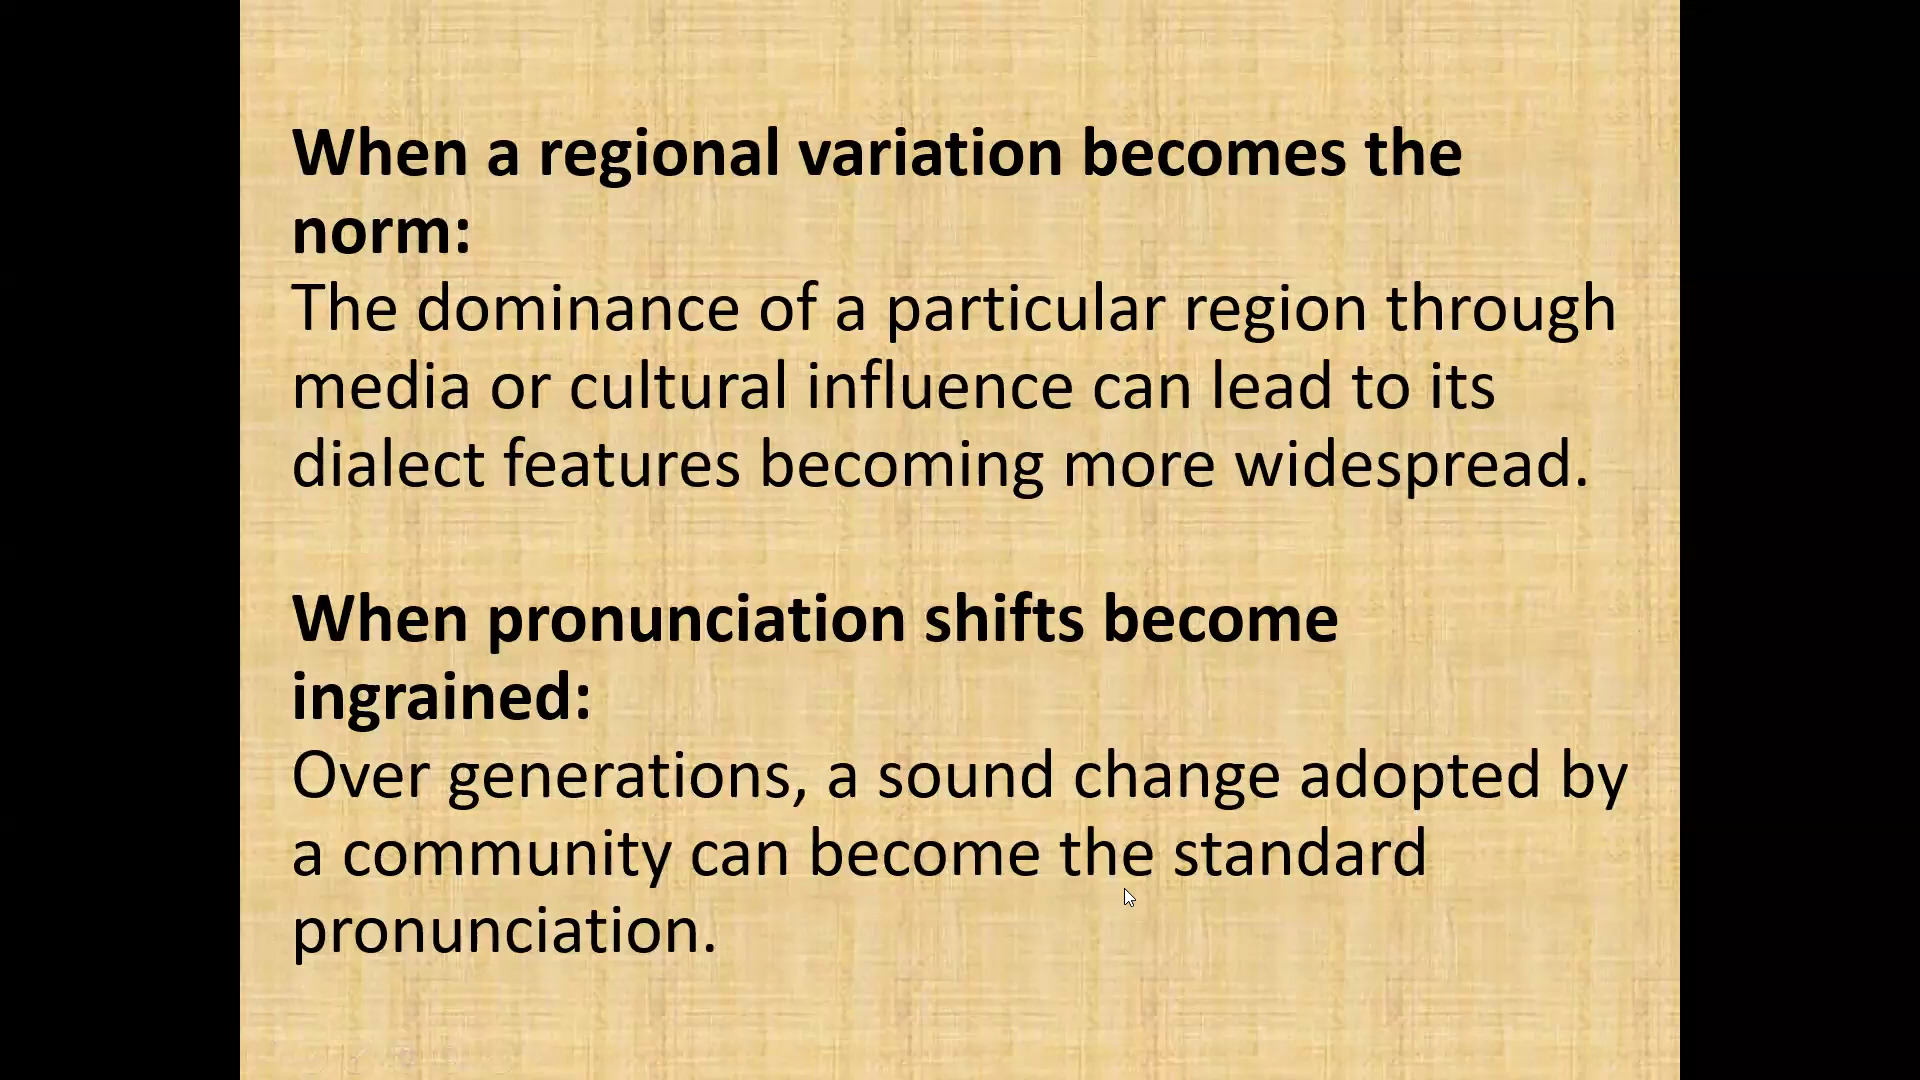 When a regional variation becomes the
norm:
The dominance of a particular region through
media or cultural influence can lead to its
dialect features becoming more widespread.
When pronunciation shifts become
ingrained:
Over generations, a sound change adopted by
a community can become the standard
pronunciation.